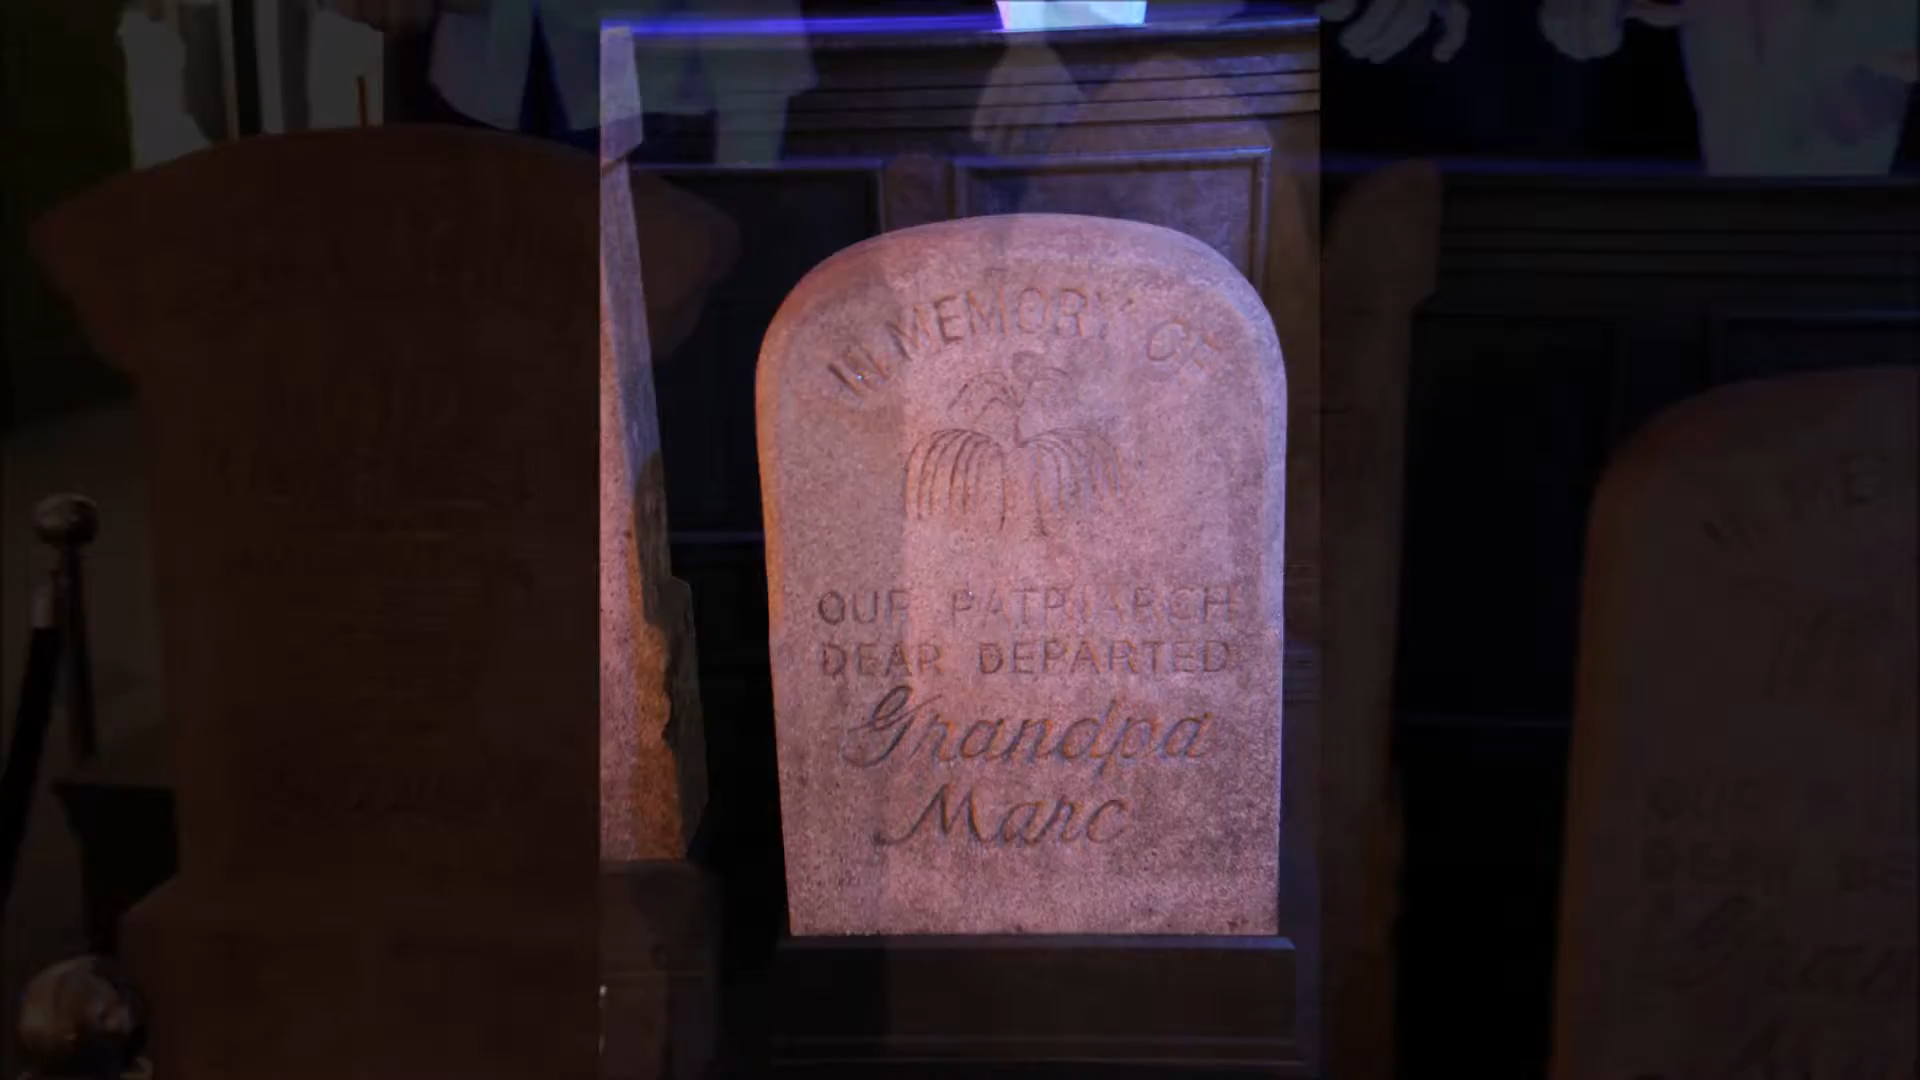 IN MEMORY OF
OUR PATRIARCH
DEAR DEPARTED
Grandpa
Marc